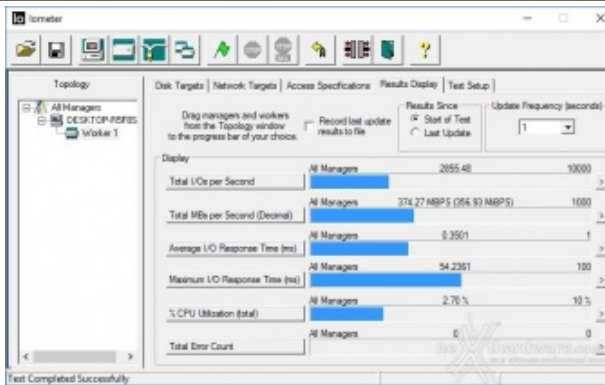 Io Iometer
Topology
All Managers
Worker 1
Disk Targets Network Targets Access Specifications Results Display Test Setup
Drag managers and workers
from the Topology window
to the progress bar of your choice.
Record last update
results to file
Results Since
Start of Test
Last Update
Update Frequency (seconds)
1
Display
All Managers 2855.48 10000
Total I/Os per Second
All Managers 374.27 MBPS (356.93 MiBPS) 1000
Total MBs per Second (Decimal)
All Managers 0.3501 1
Average I/O Response Time (ms)
All Managers 54.2361 100
Maximum I/O Response Time (ms)
All Managers 2.70 % 10 %
% CPU Utilization (total)
All Managers 0 0
Total Error Count
Test Completed Successfully